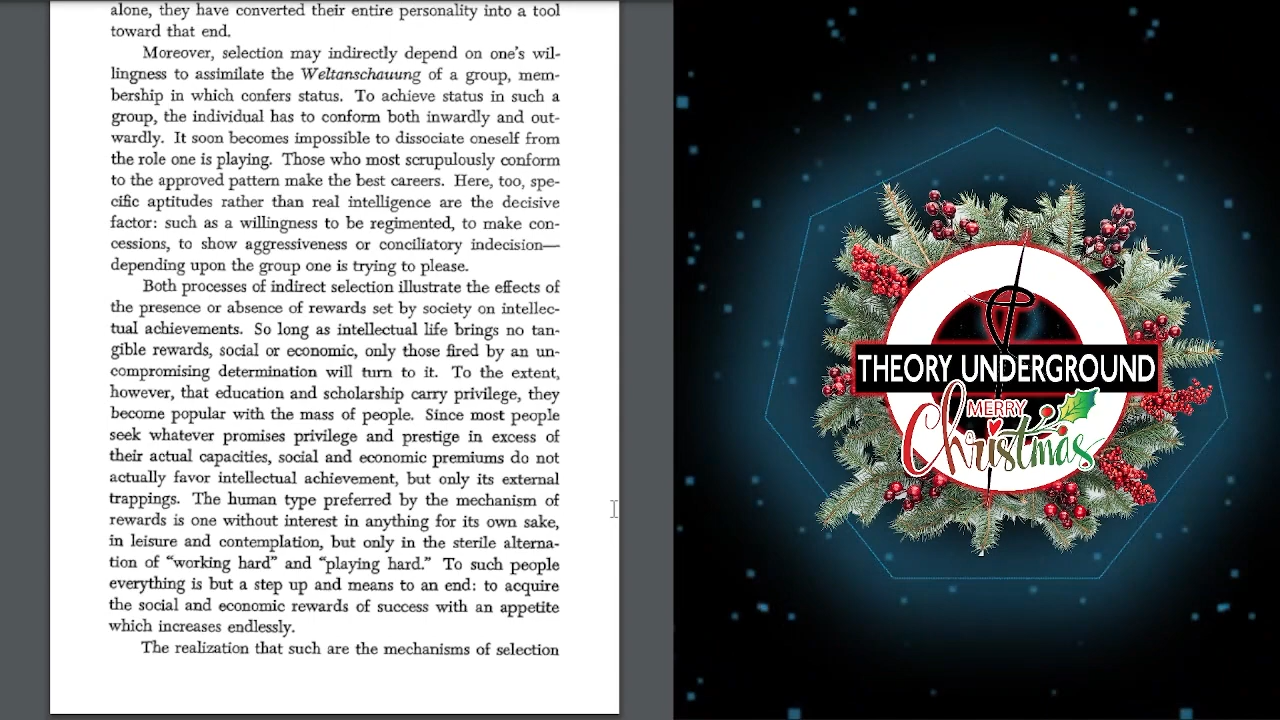 alone, they have converted their entire personality into a tool
toward that end.
Moreover, selection may indirectly depend on one's wil-
lingness to assimilate the Weltanschauung of a group, mem-
bership in which confers status. To achieve status in such a
group, the individual has to conform both inwardly and out-
wardly. It soon becomes impossible to dissociate oneself from
the role one is playing. Those who most scrupulously conform
to the approved pattern make the best careers. Here, too, spe-
cific aptitudes rather than real intelligence are the decisive
factor: such as a willingness to be regimented, to make con-
cessions, to show aggressiveness or conciliatory indecision—
depending upon the group one is trying to please.
Both processes of indirect selection illustrate the effects of
the presence or absence of rewards set by society on intellec-
tual achievements. So long as intellectual life brings no tan-
gible rewards, social or economic, only those fired by an un-
compromising determination will turn to it. To the extent,
however, that education and scholarship carry privilege, they
become popular with the mass of people. Since most people
seek whatever promises privilege and prestige in excess of
their actual capacities, social and economic premiums do not
actually favor intellectual achievement, but only its external
trappings. The human type preferred by the mechanism of
rewards is one without interest in anything for its own sake,
in leisure and contemplation, but only in the sterile alterna-
tion of “working hard” and “playing hard.” To such people
everything is but a step up and means to an end: to acquire
the social and economic rewards of success with an appetite
which increases endlessly.
The realization that such are the mechanisms of selection
THEORY UNDERGROUND
MERRY
Christmas